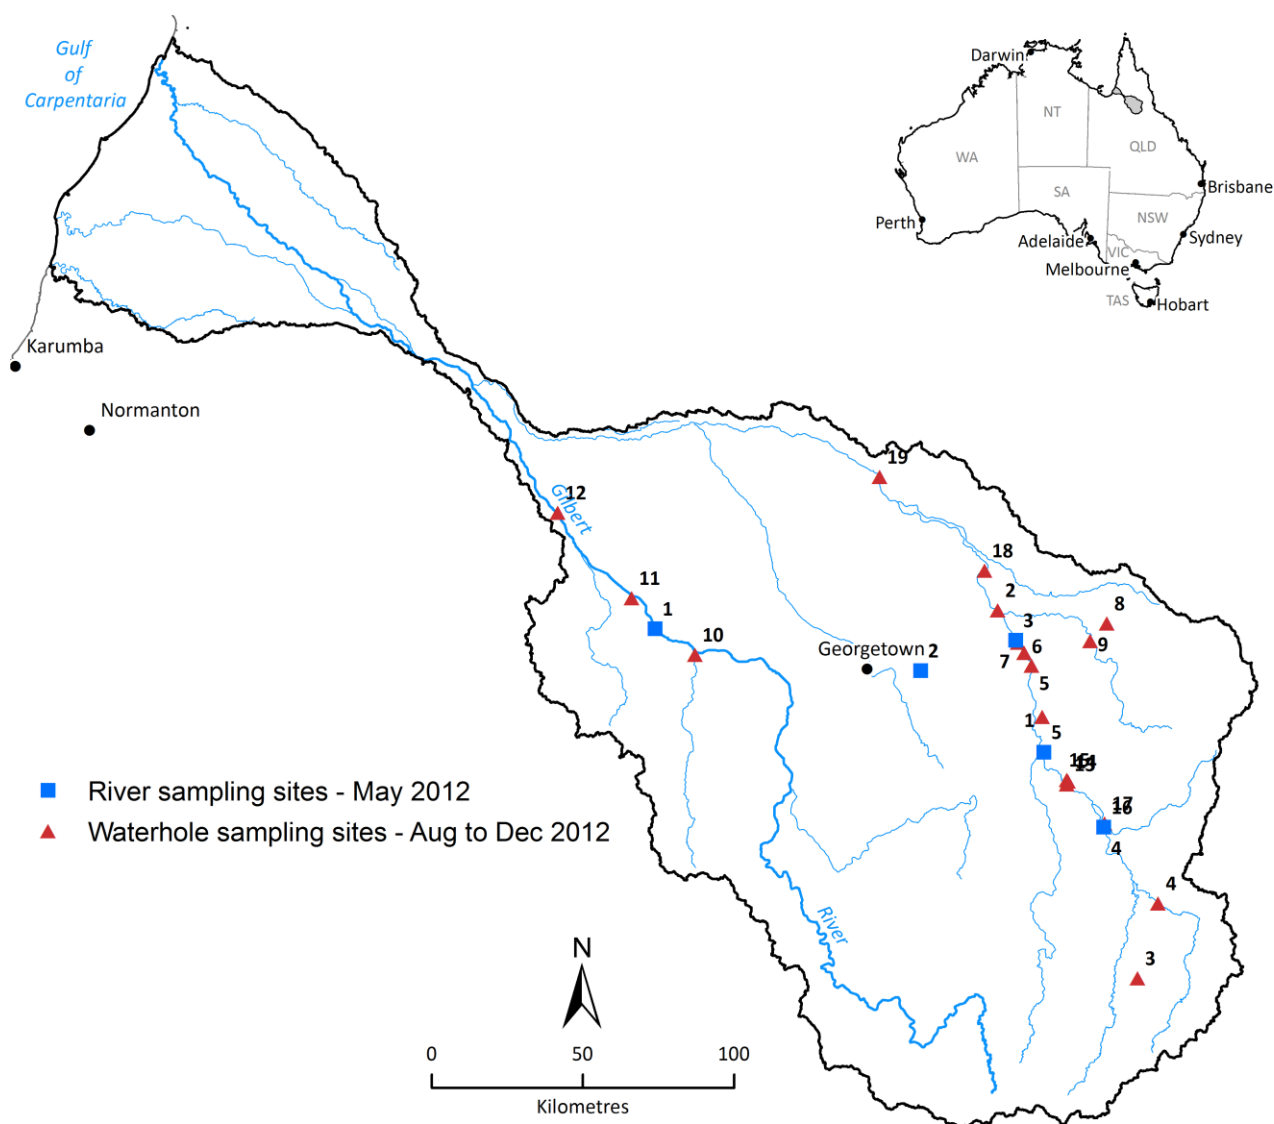 Gulf
of
Carpentaria
Darwin
NT
QLD
WA
SA
Brisbane
NSW
Perth
Adelaide
Sydney
VIC
Melbourne
TAS
Hobart
Karumba
Normanton
19
12
Gilbert
18
11
2
1
8
3
10
Georgetown
2
6
9
7
5
1
5
River sampling sites - May 2012
Waterhole sampling sites - Aug to Dec 2012
17
16
4
4
River
3
N
0
50
100
Kilometres